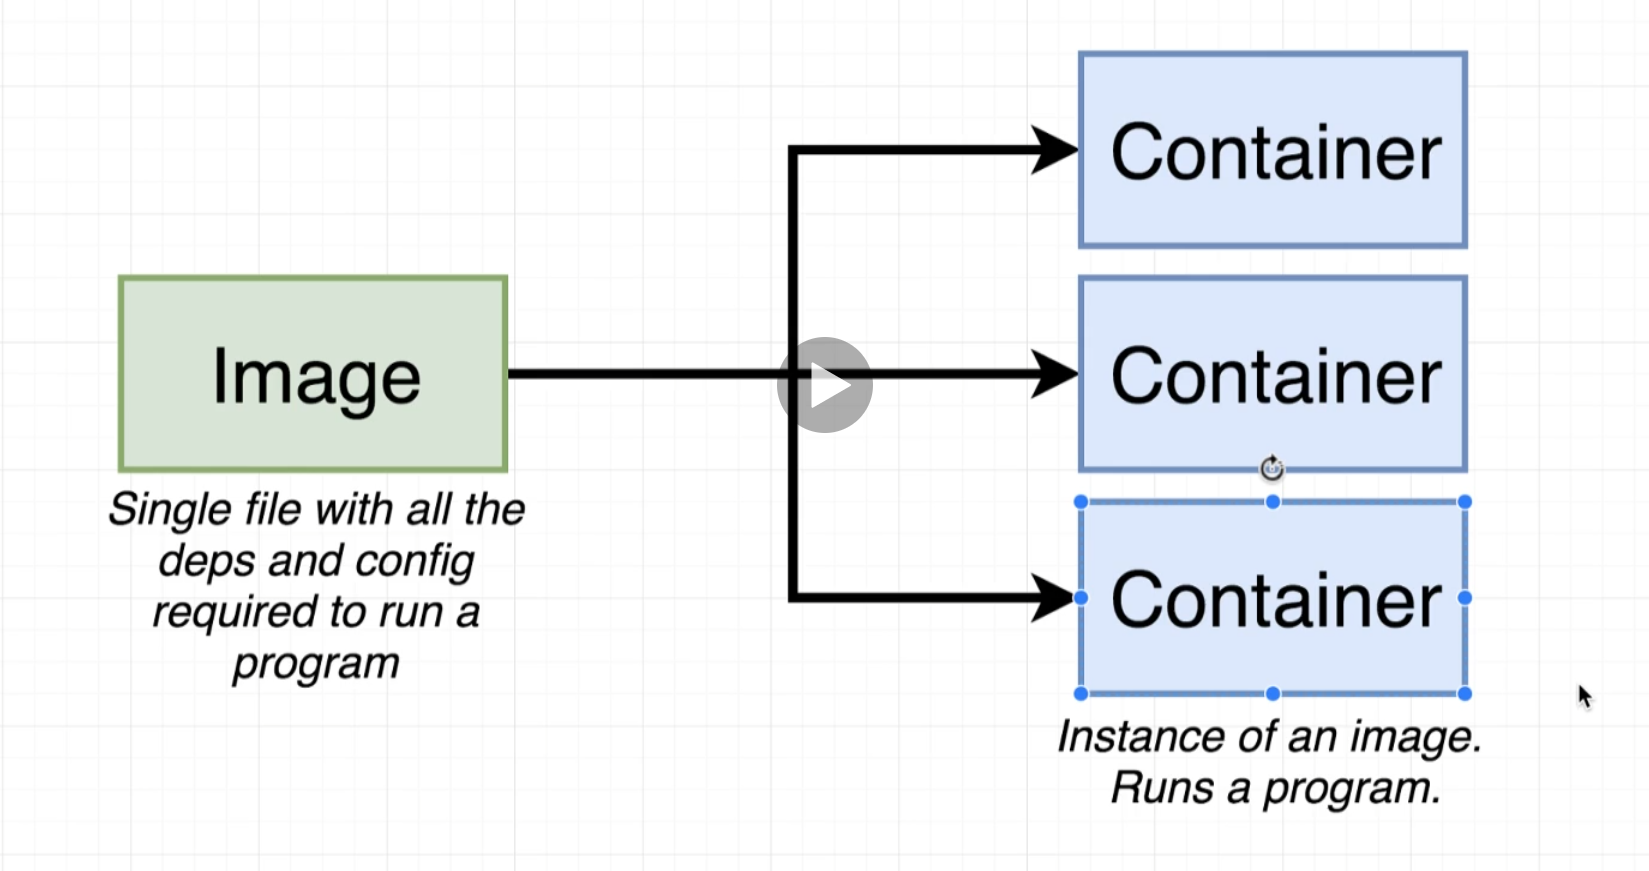 Container
Image
Container
Single file with all the
deps and config
required to run a
program
Container
Instance of an image.
Runs a program.